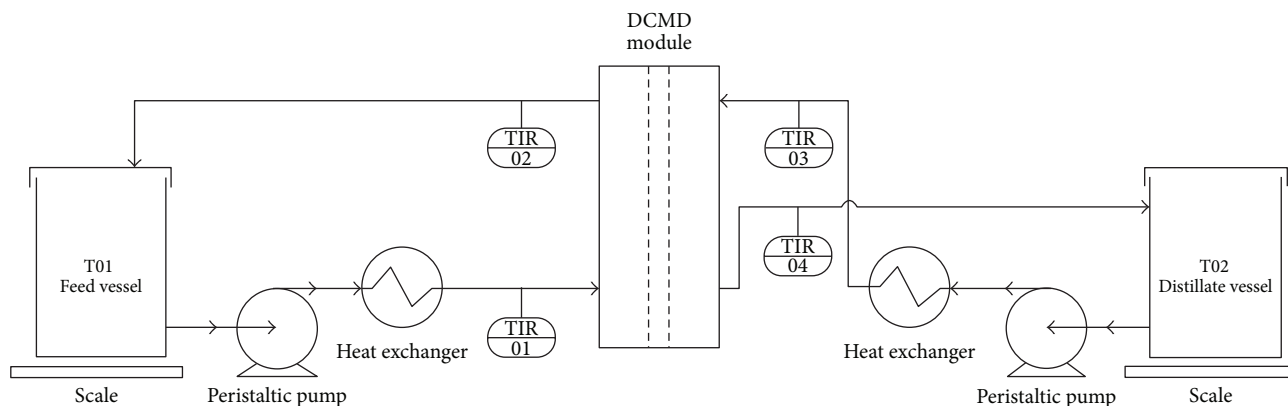 DCMD
module
TIR
02
TIR
03
T01
Feed vessel
TIR
04
T02
Distillate vessel
TIR
01
Heat exchanger
Heat exchanger
Scale
Peristaltic pump
Peristaltic pump
Scale